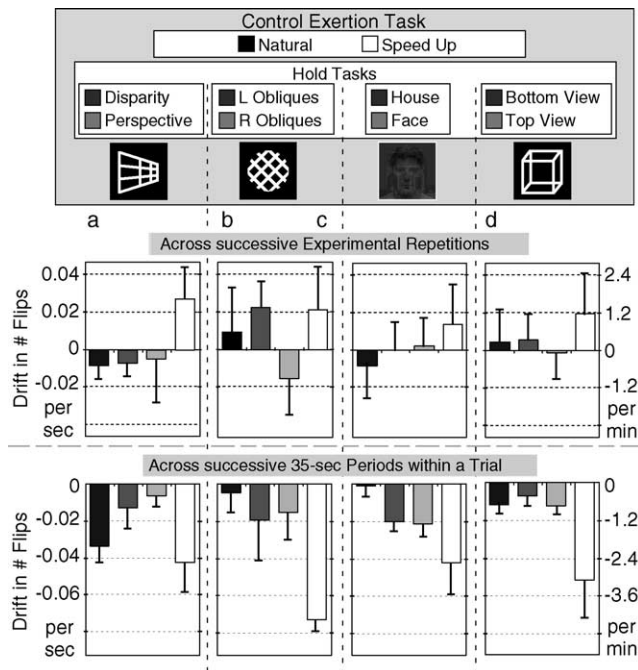 Control Exertion Task
Natural Speed Up
Hold Tasks
Disparity L Obliques House Bottom View
Perspective R Obliques Face Top View
a b c d
Across successive Experimental Repetitions
Drift in # Flips
0.04
0.02
0
-0.02
per
sec
2.4
1.2
0
-1.2
per
min
Across successive 35-sec Periods within a Trial
Drift in # Flips
0
-0.02
-0.04
-0.06
per
sec
0
-1.2
-2.4
-3.6
per
min